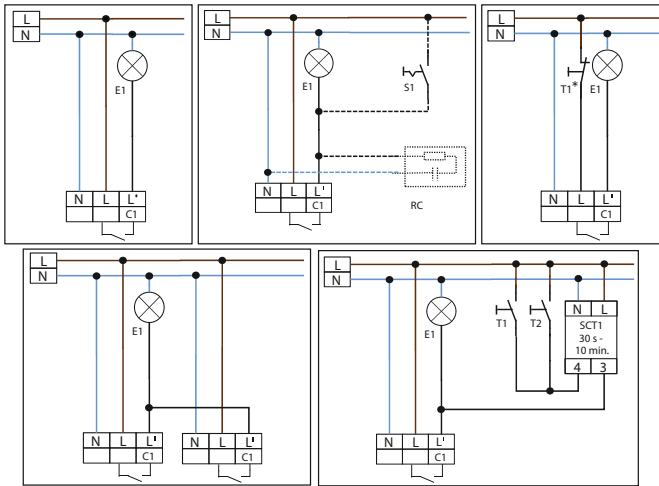 L
N
E1
N L L'
C1
L
N
E1
S1
RC
N L L'
C1
L
N
T1* E1
N L L'
C1
L
N
E1
N L L'
C1
N L L'
C1
L
N
E1
T1
T2
N L
SCT1
30 s -
10 min.
4 3
N L L'
C1